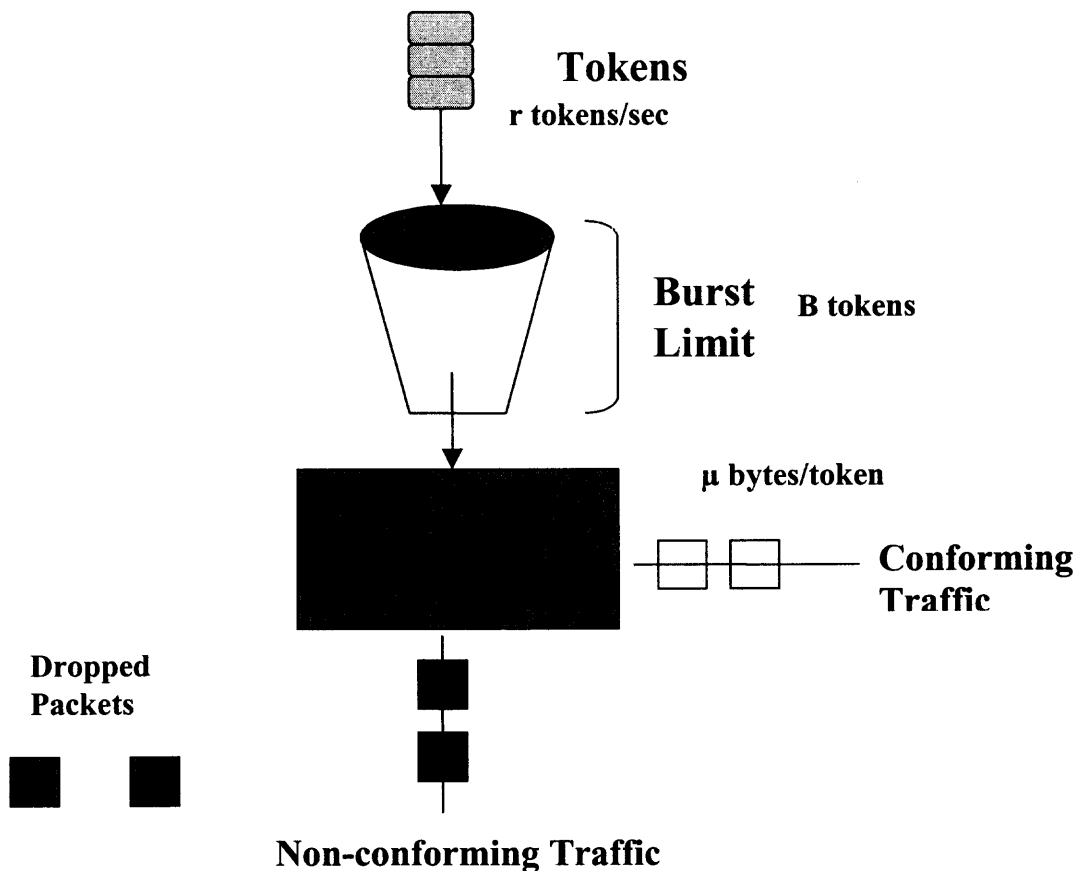 Tokens
r tokens/sec
Burst
Limit
B tokens
µ bytes/token
Conforming
Traffic
Dropped
Packets
Non-conforming Traffic